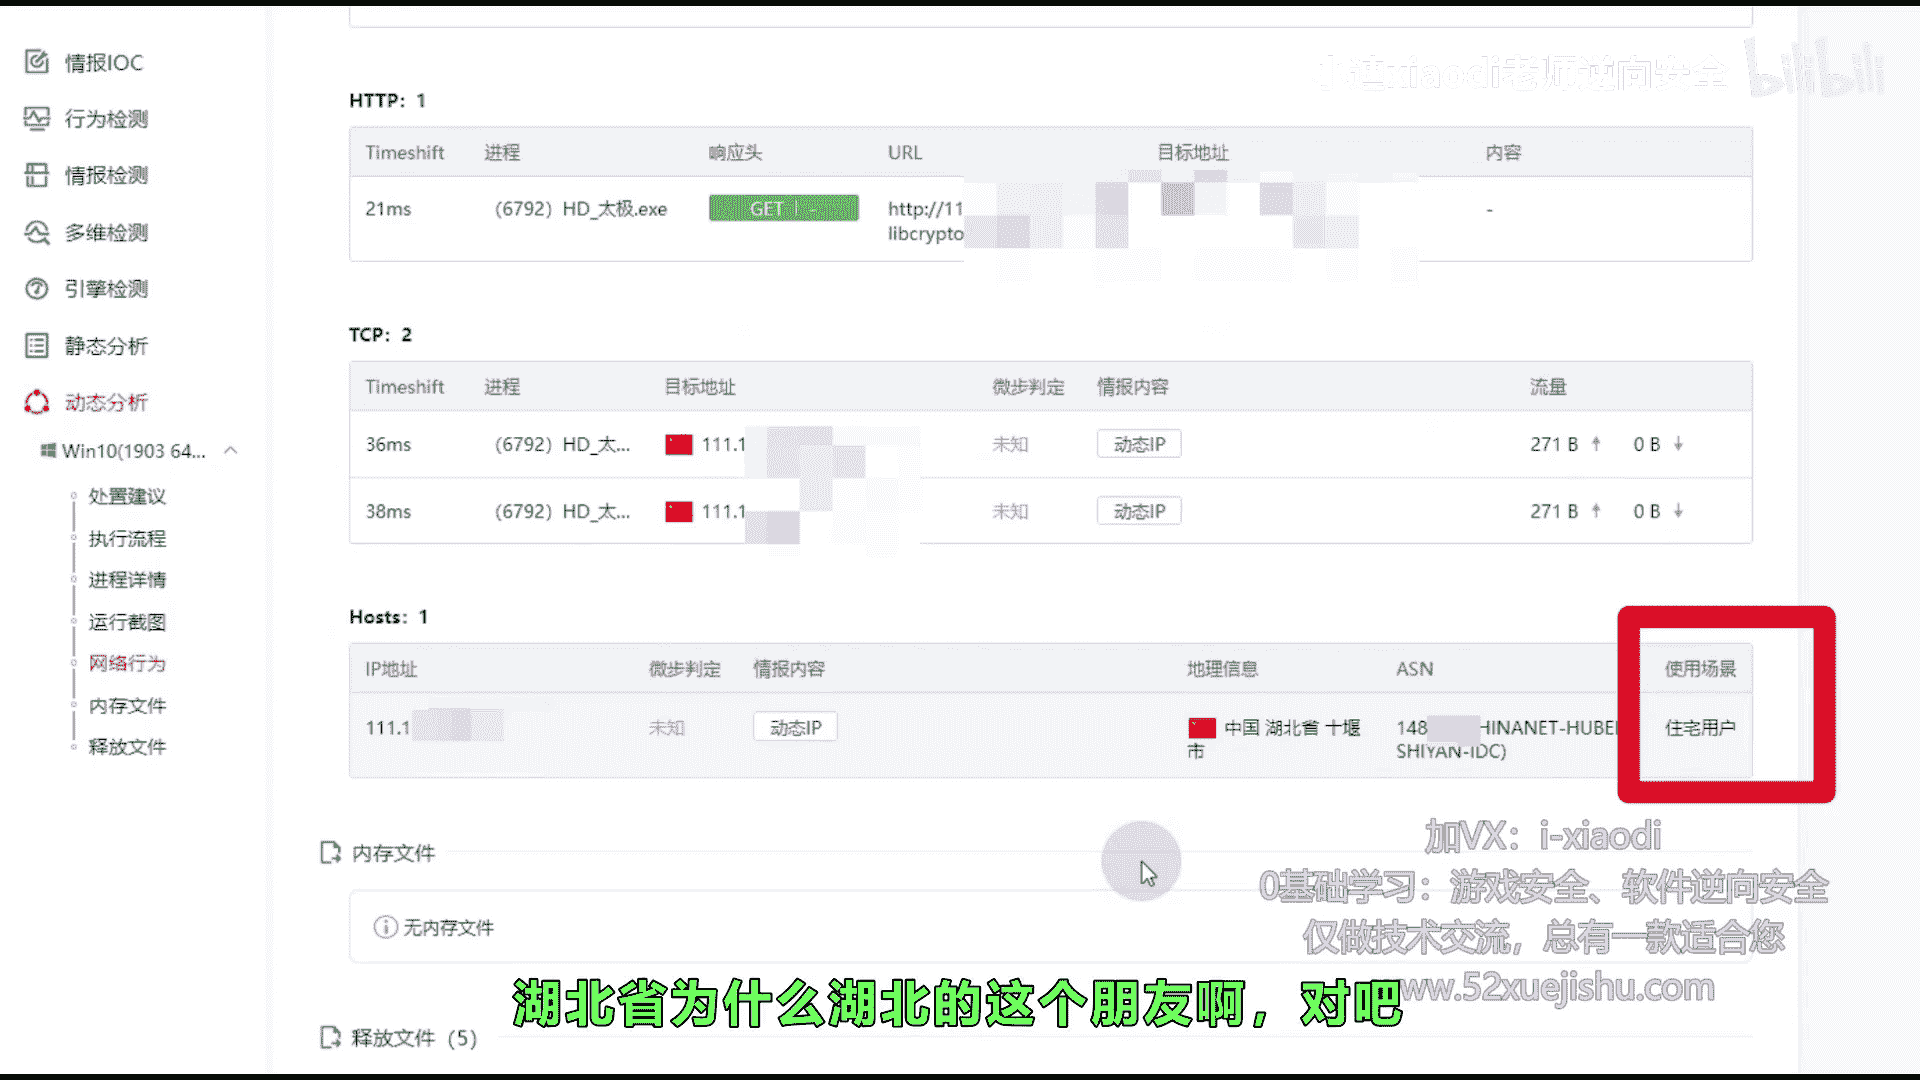 情报IOC
行为检测
情报检测
多维检测
引擎检测
静态分析
动态分析
Win10(1903 64...
处置建议
执行流程
进程详情
运行截图
网络行为
内存文件
释放文件
xiaodi老师逆向安全
bilibili
HTTP: 1
Timeshift 进程 响应头 URL 目标地址 内容
21ms (6792) HD_太极.exe GET http://11 -
libcrypto
TCP: 2
Timeshift 进程 目标地址 微步判定 情报内容 流量
36ms (6792) HD_太... 111.1 未知 动态IP 271 B ↑ 0 B ↓
38ms (6792) HD_太... 111.1 未知 动态IP 271 B ↑ 0 B ↓
Hosts: 1
IP地址 微步判定 情报内容 地理信息 ASN 使用场景
111.1 未知 动态IP 中国 湖北省 十堰 148 HINANET-HUBEI 住宅用户
市 SHIYAN-IDC)
内存文件
无内存文件
释放文件 (5)
加VX: i-xiaodi
0基础学习: 游戏安全、软件逆向安全
仅做技术交流, 总有一款适合您
www.52xuejishu.com
湖北省为什么湖北的这个朋友啊, 对吧